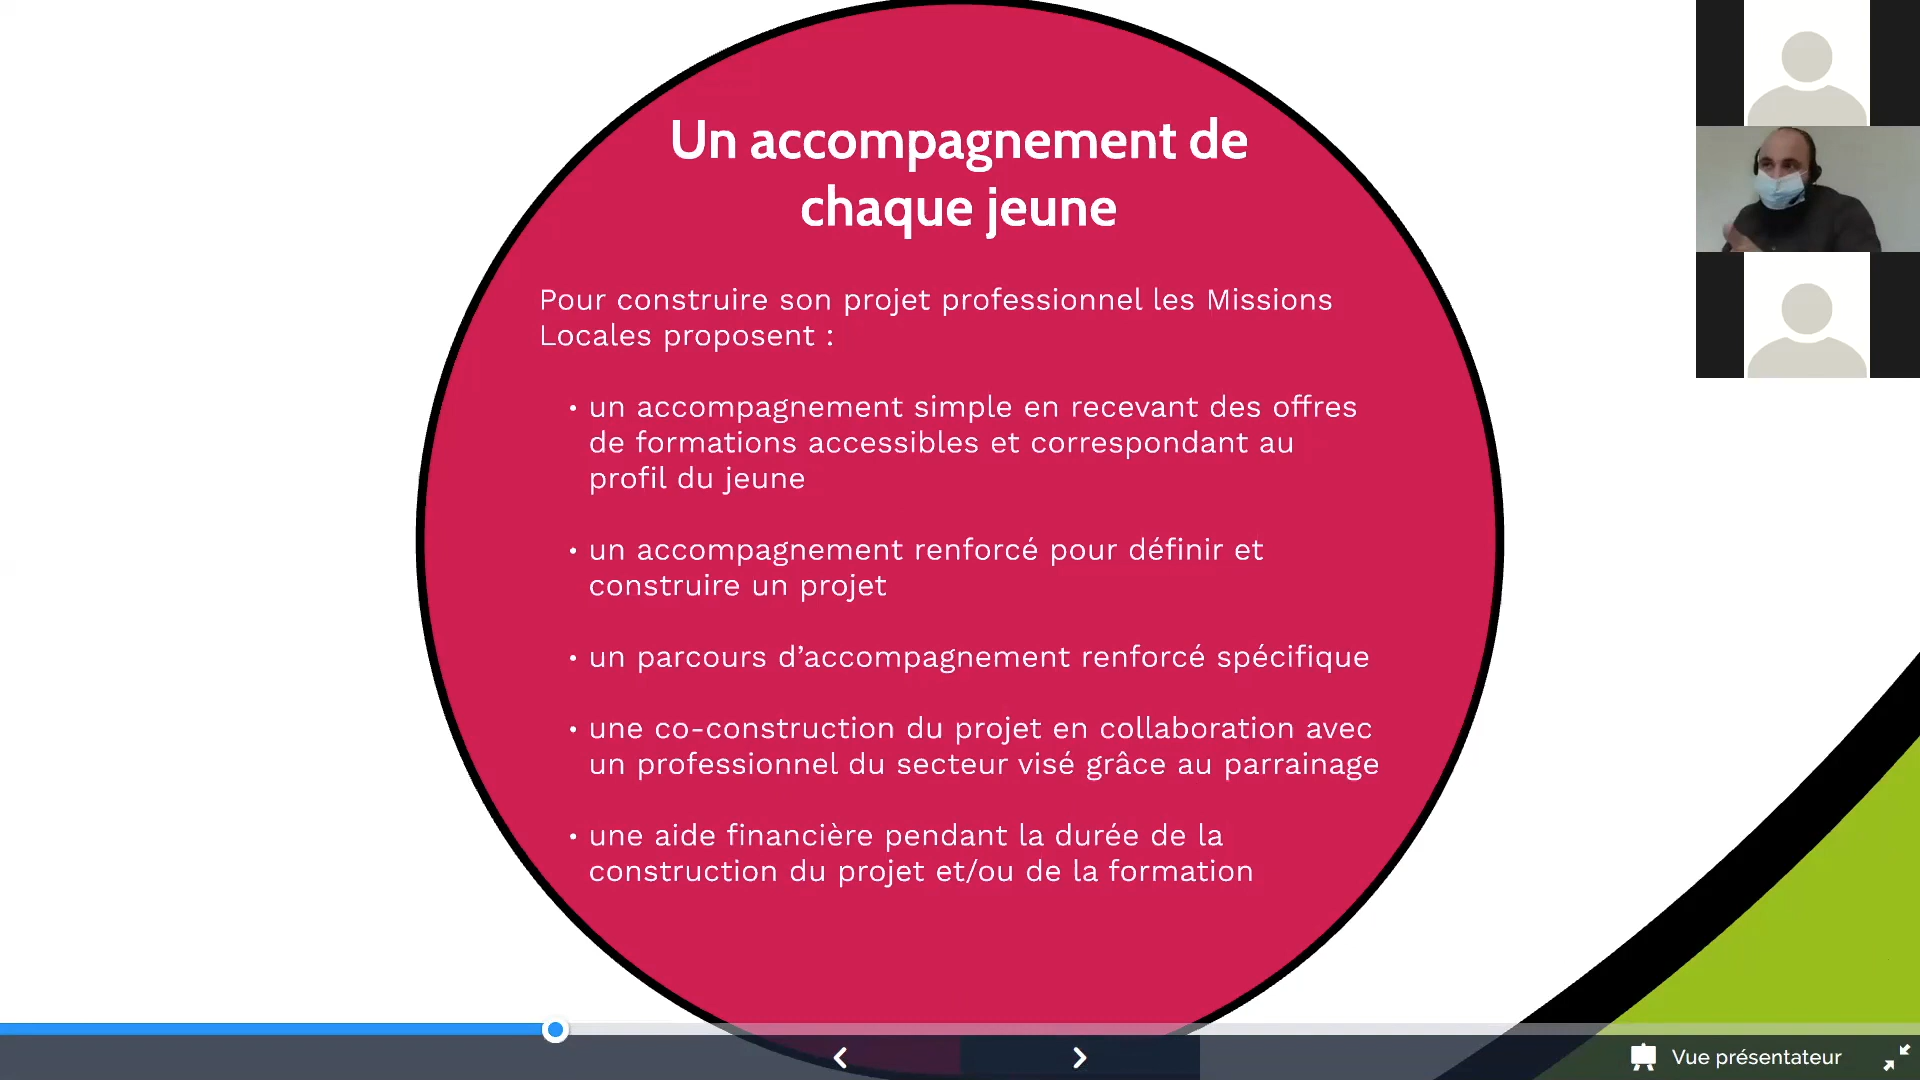 Un accompagnement de
chaque jeune
Pour construire son projet professionnel les Missions
Locales proposent :
• un accompagnement simple en recevant des offres
de formations accessibles et correspondant au
profil du jeune
• un accompagnement renforcé pour définir et
construire un projet
• un parcours d’accompagnement renforcé spécifique
• une co-construction du projet en collaboration avec
un professionnel du secteur visé grâce au parrainage
• une aide financière pendant la durée de la
construction du projet et/ou de la formation
Vue présentateur